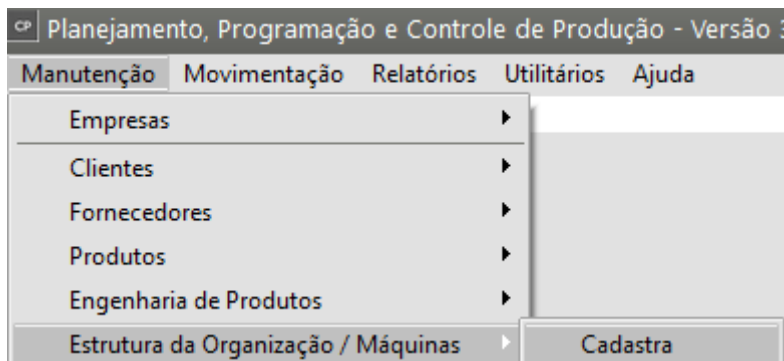 CP Planejamento, Programação e Controle de Produção - Versão
Manutenção Movimentação Relatórios Utilitários Ajuda
Empresas
Clientes
Fornecedores
Produtos
Engenharia de Produtos
Estrutura da Organização / Máquinas Cadastra